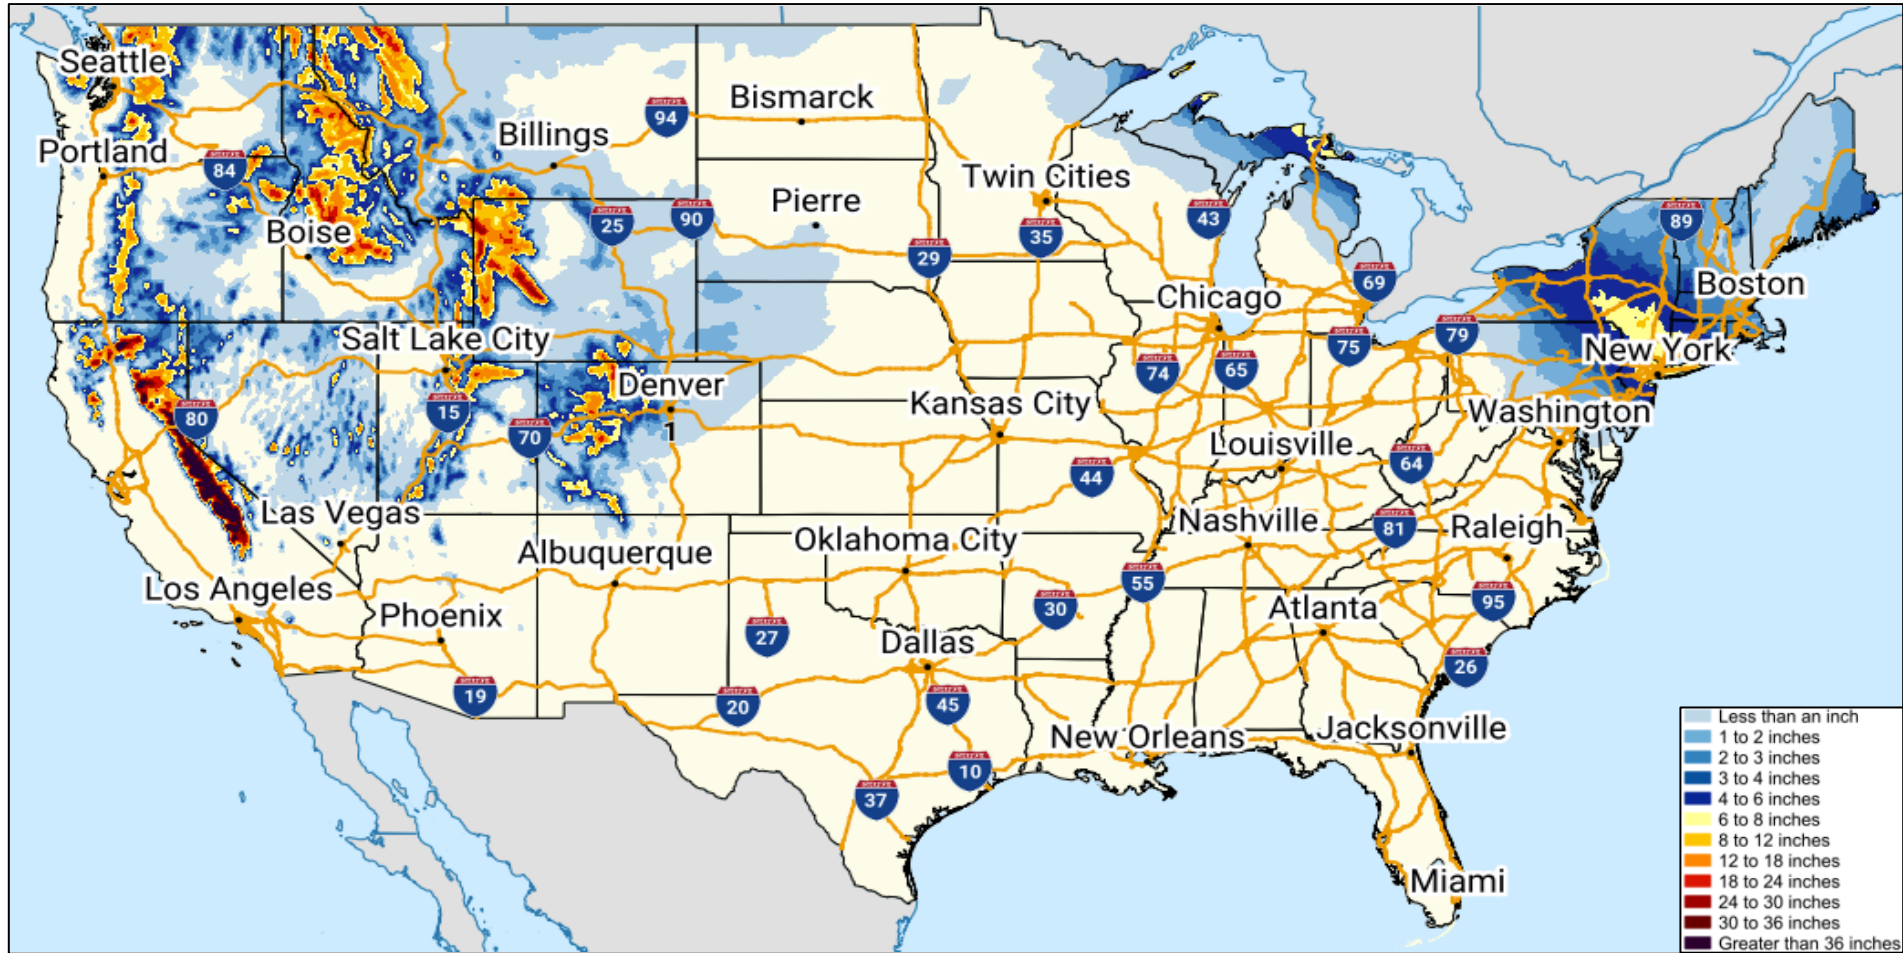 Seattle
Bismarck
94
Billings
Portland
84
Twin Cities
Pierre
25
90
43
89
Boise
35
29
69
Boston
Chicago
Salt Lake City
79
75
New York
74
65
Denver
1
80
15
70
Kansas City
Washington
Louisville
64
44
Las Vegas
Nashville
81
Raleigh
Albuquerque
Oklahoma City
55
Los Angeles
Phoenix
30
95
Atlanta
27
Dallas
26
19
20
45
New Orleans
Jacksonville
10
37
Miami
Less than an inch
1 to 2 inches
2 to 3 inches
3 to 4 inches
4 to 6 inches
6 to 8 inches
8 to 12 inches
12 to 18 inches
18 to 24 inches
24 to 30 inches
30 to 36 inches
Greater than 36 inches